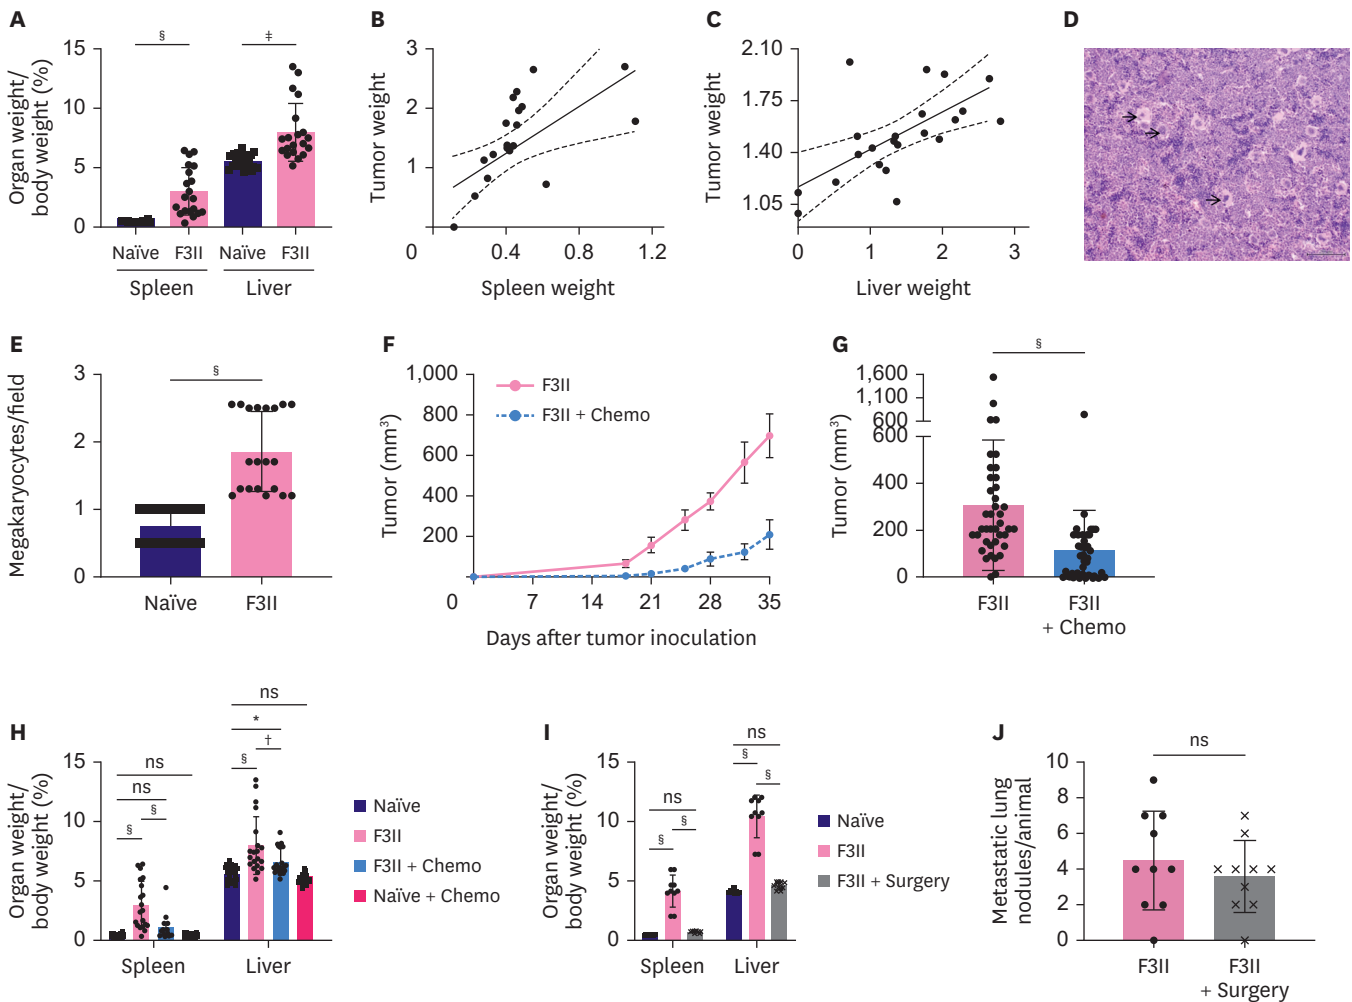 A
Organ weight/
body weight (%)
15
10
5
0
§
‡
Naïve
F3II
Naïve
F3II
Spleen
Liver
B
Tumor weight
3
2
1
0.4
0.8
1.2
Spleen weight
C
Tumor weight
2.10
1.75
1.40
1.05
0
1
2
3
Liver weight
D
E
Megakaryocytes/field
3
2
1
0
§
Naïve
F3II
F
Tumor (mm³)
1,000
800
600
400
200
F3II
F3II + Chemo
0
7
14
21
28
35
Days after tumor inoculation
G
Tumor (mm³)
1,600
1,100
600
600
400
200
0
§
F3II
F3II
+ Chemo
H
Organ weight/
body weight (%)
15
10
5
0
ns
ns
§
§
ns
*
†
§
Spleen
Liver
Naïve
F3II
F3II + Chemo
Naïve + Chemo
I
Organ weight/
body weight (%)
15
10
5
0
ns
§
§
ns
§
§
Spleen
Liver
Naïve
F3II
F3II + Surgery
J
Metastatic lung
nodules/animal
10
8
6
4
2
0
ns
F3II
F3II
+ Surgery